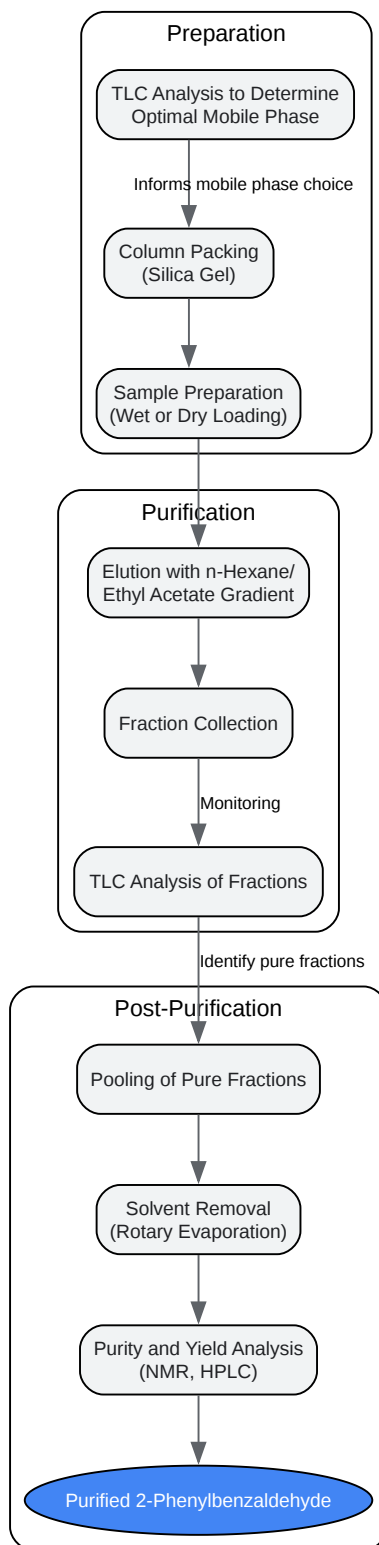 Preparation
TLC Analysis to Determine
Optimal Mobile Phase
Informs mobile phase choice
Column Packing
(Silica Gel)
Sample Preparation
(Wet or Dry Loading)
Purification
Elution with n-Hexane/
Ethyl Acetate Gradient
Fraction Collection
Monitoring
TLC Analysis of Fractions
Identify pure fractions
Post-Purification
Pooling of Pure Fractions
Solvent Removal
(Rotary Evaporation)
Purity and Yield Analysis
(NMR, HPLC)
Purified 2-Phenylbenzaldehyde